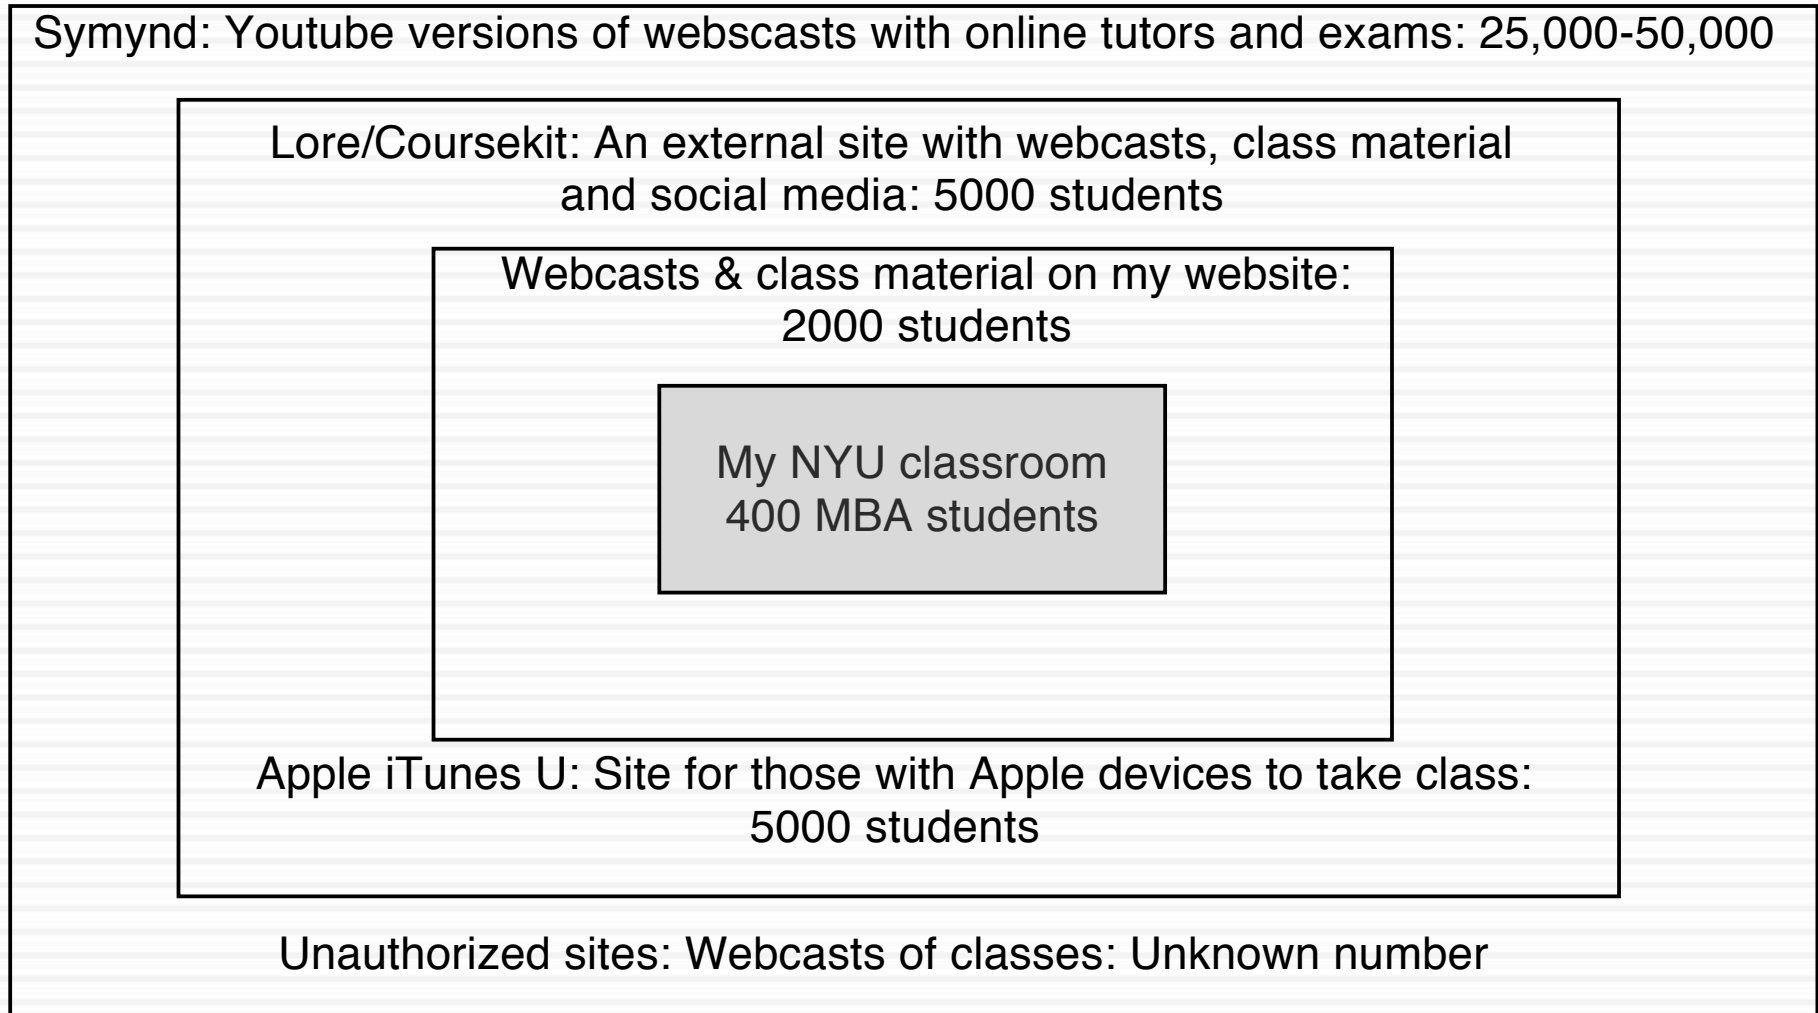 Symynd: Youtube versions of webscasts with online tutors and exams: 25,000-50,000
Lore/Coursekit: An external site with webcasts, class material
and social media: 5000 students
Webcasts & class material on my website:
2000 students
My NYU classroom
400 MBA students
Apple iTunes U: Site for those with Apple devices to take class:
5000 students
Unauthorized sites: Webcasts of classes: Unknown number